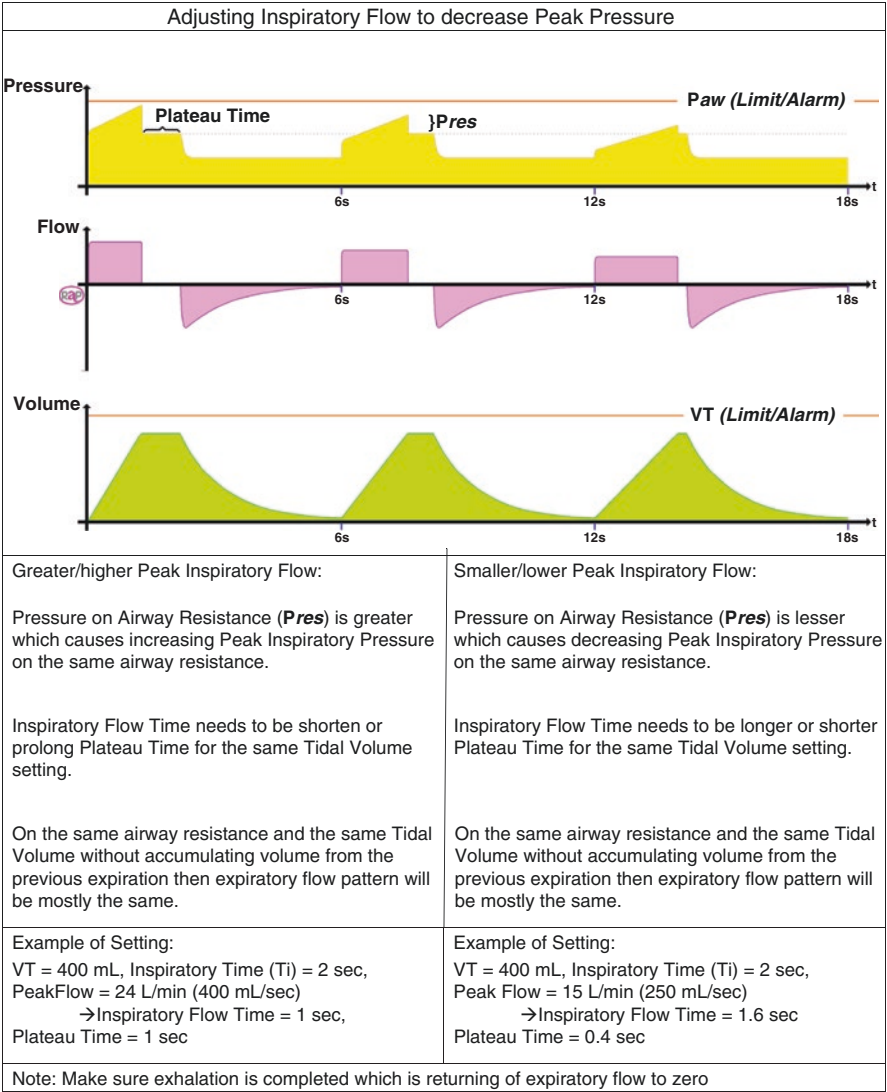 Adjusting Inspiratory Flow to decrease Peak Pressure
Pressure
Paw (Limit/Alarm)
Plateau Time
}Pres
t
6s
12s
18s
Flow
t
6s
12s
18s
Volume
VT (Limit/Alarm)
t
6s
12s
18s
Greater/higher Peak Inspiratory Flow:
Pressure on Airway Resistance (Pres) is greater
which causes increasing Peak Inspiratory Pressure
on the same airway resistance.
Inspiratory Flow Time needs to be shorten or
prolong Plateau Time for the same Tidal Volume
setting.
On the same airway resistance and the same Tidal
Volume without accumulating volume from the
previous expiration then expiratory flow pattern will
be mostly the same.
Smaller/lower Peak Inspiratory Flow:
Pressure on Airway Resistance (Pres) is lesser
which causes decreasing Peak Inspiratory Pressure
on the same airway resistance.
Inspiratory Flow Time needs to be longer or shorter
Plateau Time for the same Tidal Volume setting.
On the same airway resistance and the same Tidal
Volume without accumulating volume from the
previous expiration then expiratory flow pattern will
be mostly the same.
Example of Setting:
VT = 400 mL, Inspiratory Time (Ti) = 2 sec,
PeakFlow = 24 L/min (400 mL/sec)
→Inspiratory Flow Time = 1 sec,
Plateau Time = 1 sec
Example of Setting:
VT = 400 mL, Inspiratory Time (Ti) = 2 sec,
Peak Flow = 15 L/min (250 mL/sec)
→Inspiratory Flow Time = 1.6 sec
Plateau Time = 0.4 sec
Note: Make sure exhalation is completed which is returning of expiratory flow to zero